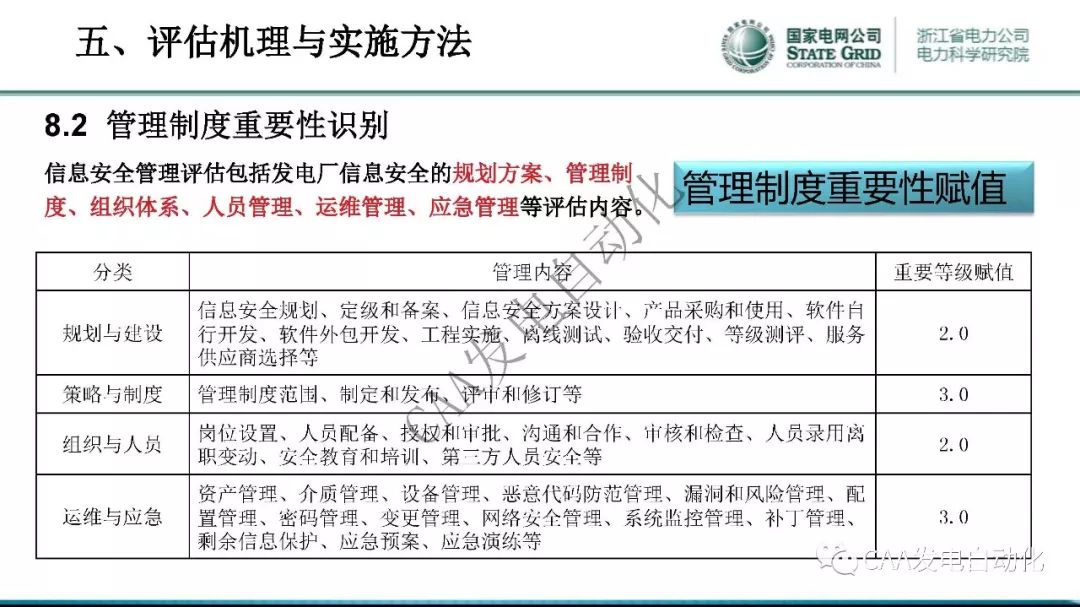 五、评估机理与实施方法
国家电网公司
STATE GRID
CORPORATION OF CHINA
浙江省电力公司
电力科学研究院
8.2 管理制度重要性识别
信息安全管理评估包括发电厂信息安全的规划方案、管理制
度、组织体系、人员管理、运维管理、应急管理等评估内容。
管理制度重要性赋值
分类 管理内容 重要等级赋值
规划与建设
信息安全规划、定级和备案、信息安全方案设计、产品采购和使用、软件自
行开发、软件外包开发、工程实施、离线测试、验收交付、等级测评、服务
供应商选择等
2.0
策略与制度 管理制度范围、制定和发布、评审和修订等 3.0
组织与人员
岗位设置、人员配备、授权和审批、沟通和合作、审核和检查、人员录用离
职变动、安全教育和培训、第三方人员安全等
2.0
运维与应急
资产管理、介质管理、设备管理、恶意代码防范管理、漏洞和风险管理、配
置管理、密码管理、变更管理、网络安全管理、系统监控管理、补丁管理、
剩余信息保护、应急预案、应急演练等
3.0
CAA发电自动化
CAA发电自动化